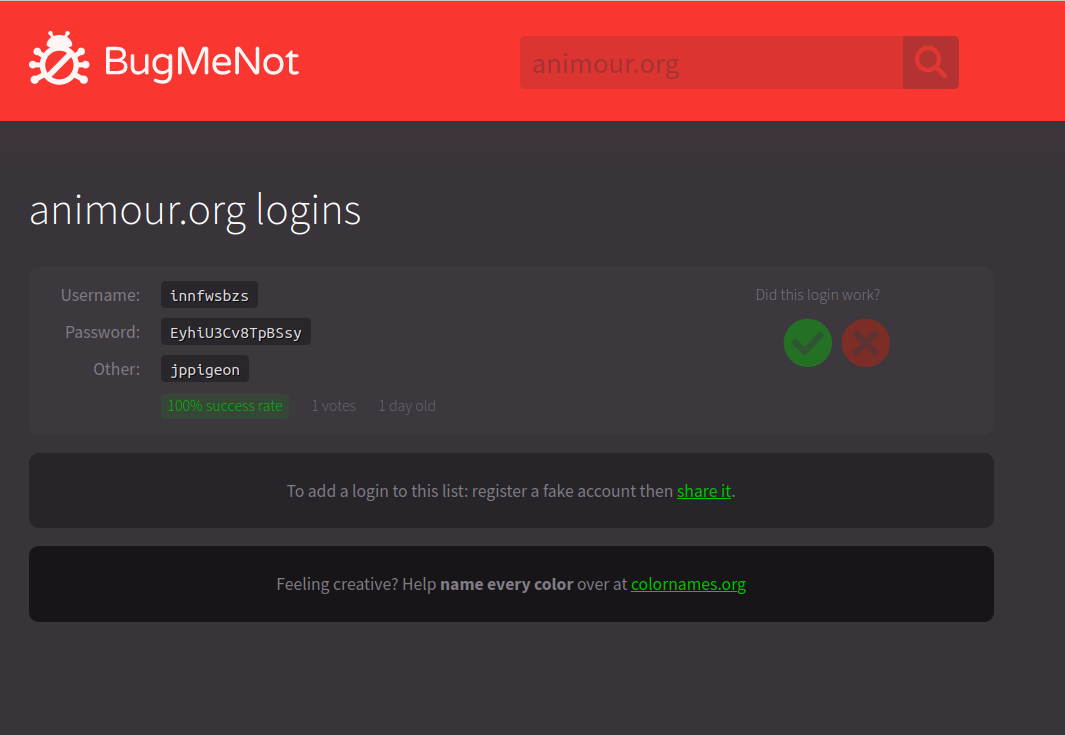 BugMeNot
animour.org
animour.org logins
Username: innfwsbzs
Did this login work?
Password: EyhiU3Cv8TpBSsy
Other: jppigeon
100% success rate 1 votes 1 day old
To add a login to this list: register a fake account then share it.
Feeling creative? Help name every color over at colornames.org